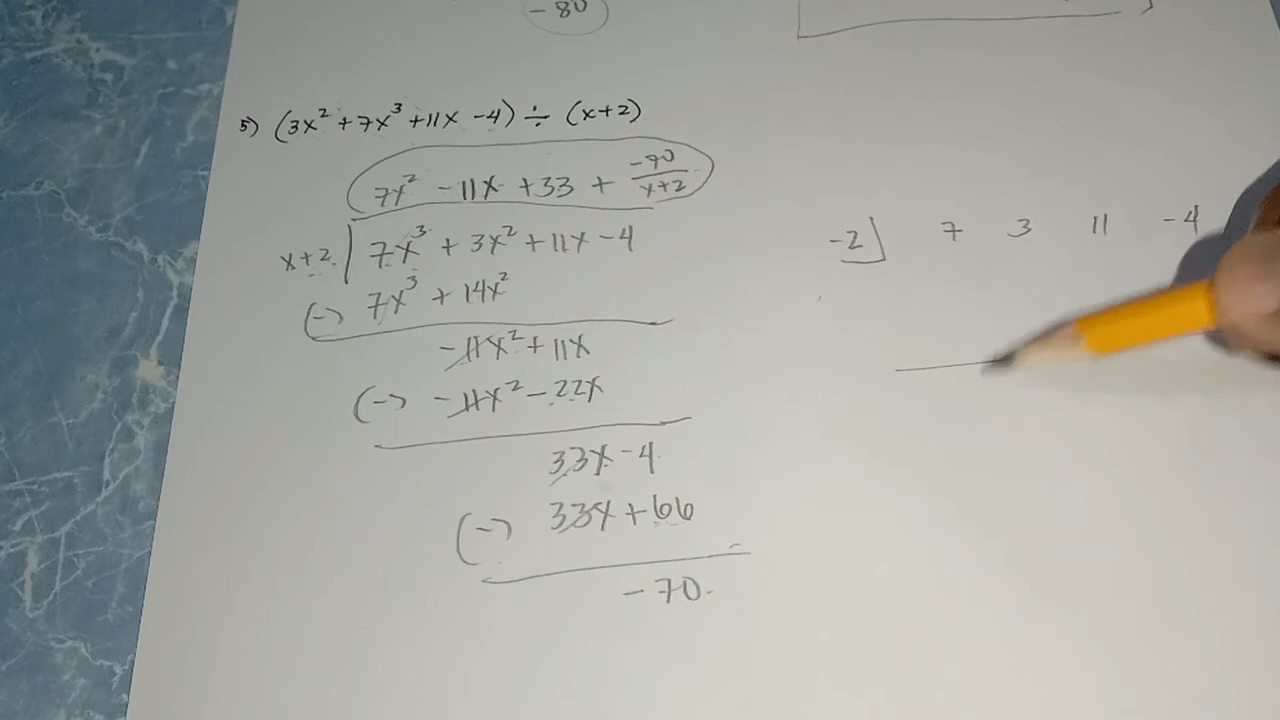 -80
5) (3x² + 7x³ + 11x - 4) ÷ (x+2)
7x² - 11x + 33 + -70/x+2
x+2 | 7x³ + 3x² + 11x - 4
(-) 7x³ + 14x²
-11x² + 11x
(-) -11x² - 22x
33x - 4
(-) 33x + 66
-70
-2] 7 3 11 -4